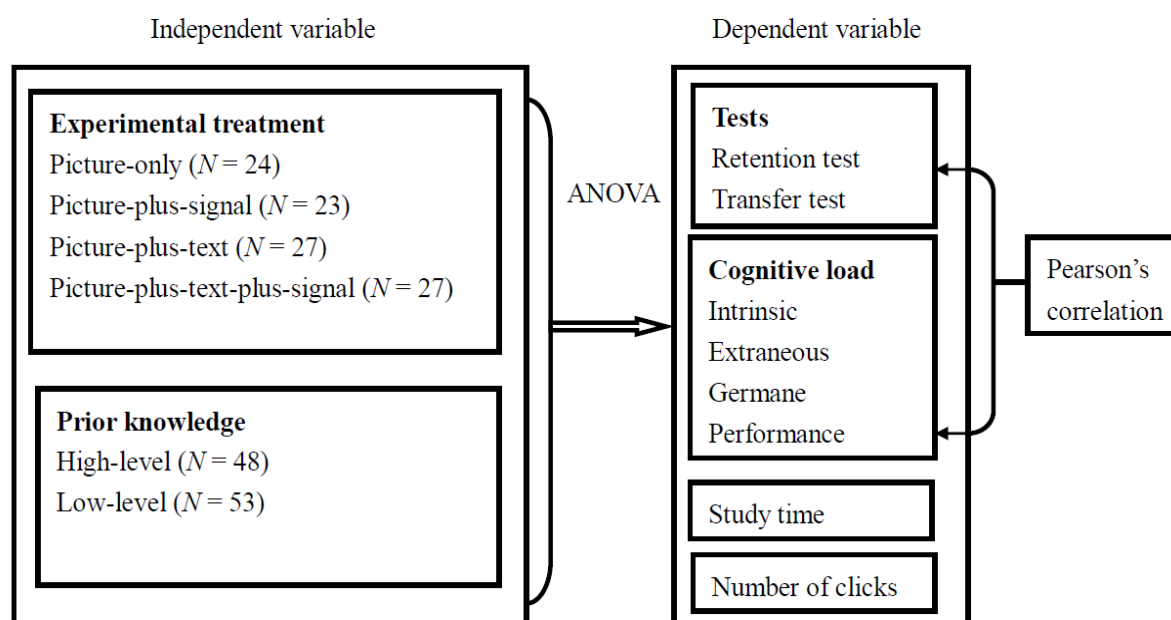 Independent variable
Dependent variable
Experimental treatment
Picture-only (N = 24)
Picture-plus-signal (N = 23)
Picture-plus-text (N = 27)
Picture-plus-text-plus-signal (N = 27)
Prior knowledge
High-level (N = 48)
Low-level (N = 53)
ANOVA
Tests
Retention test
Transfer test
Cognitive load
Intrinsic
Extraneous
Germane
Performance
Study time
Number of clicks
Pearson’s
correlation